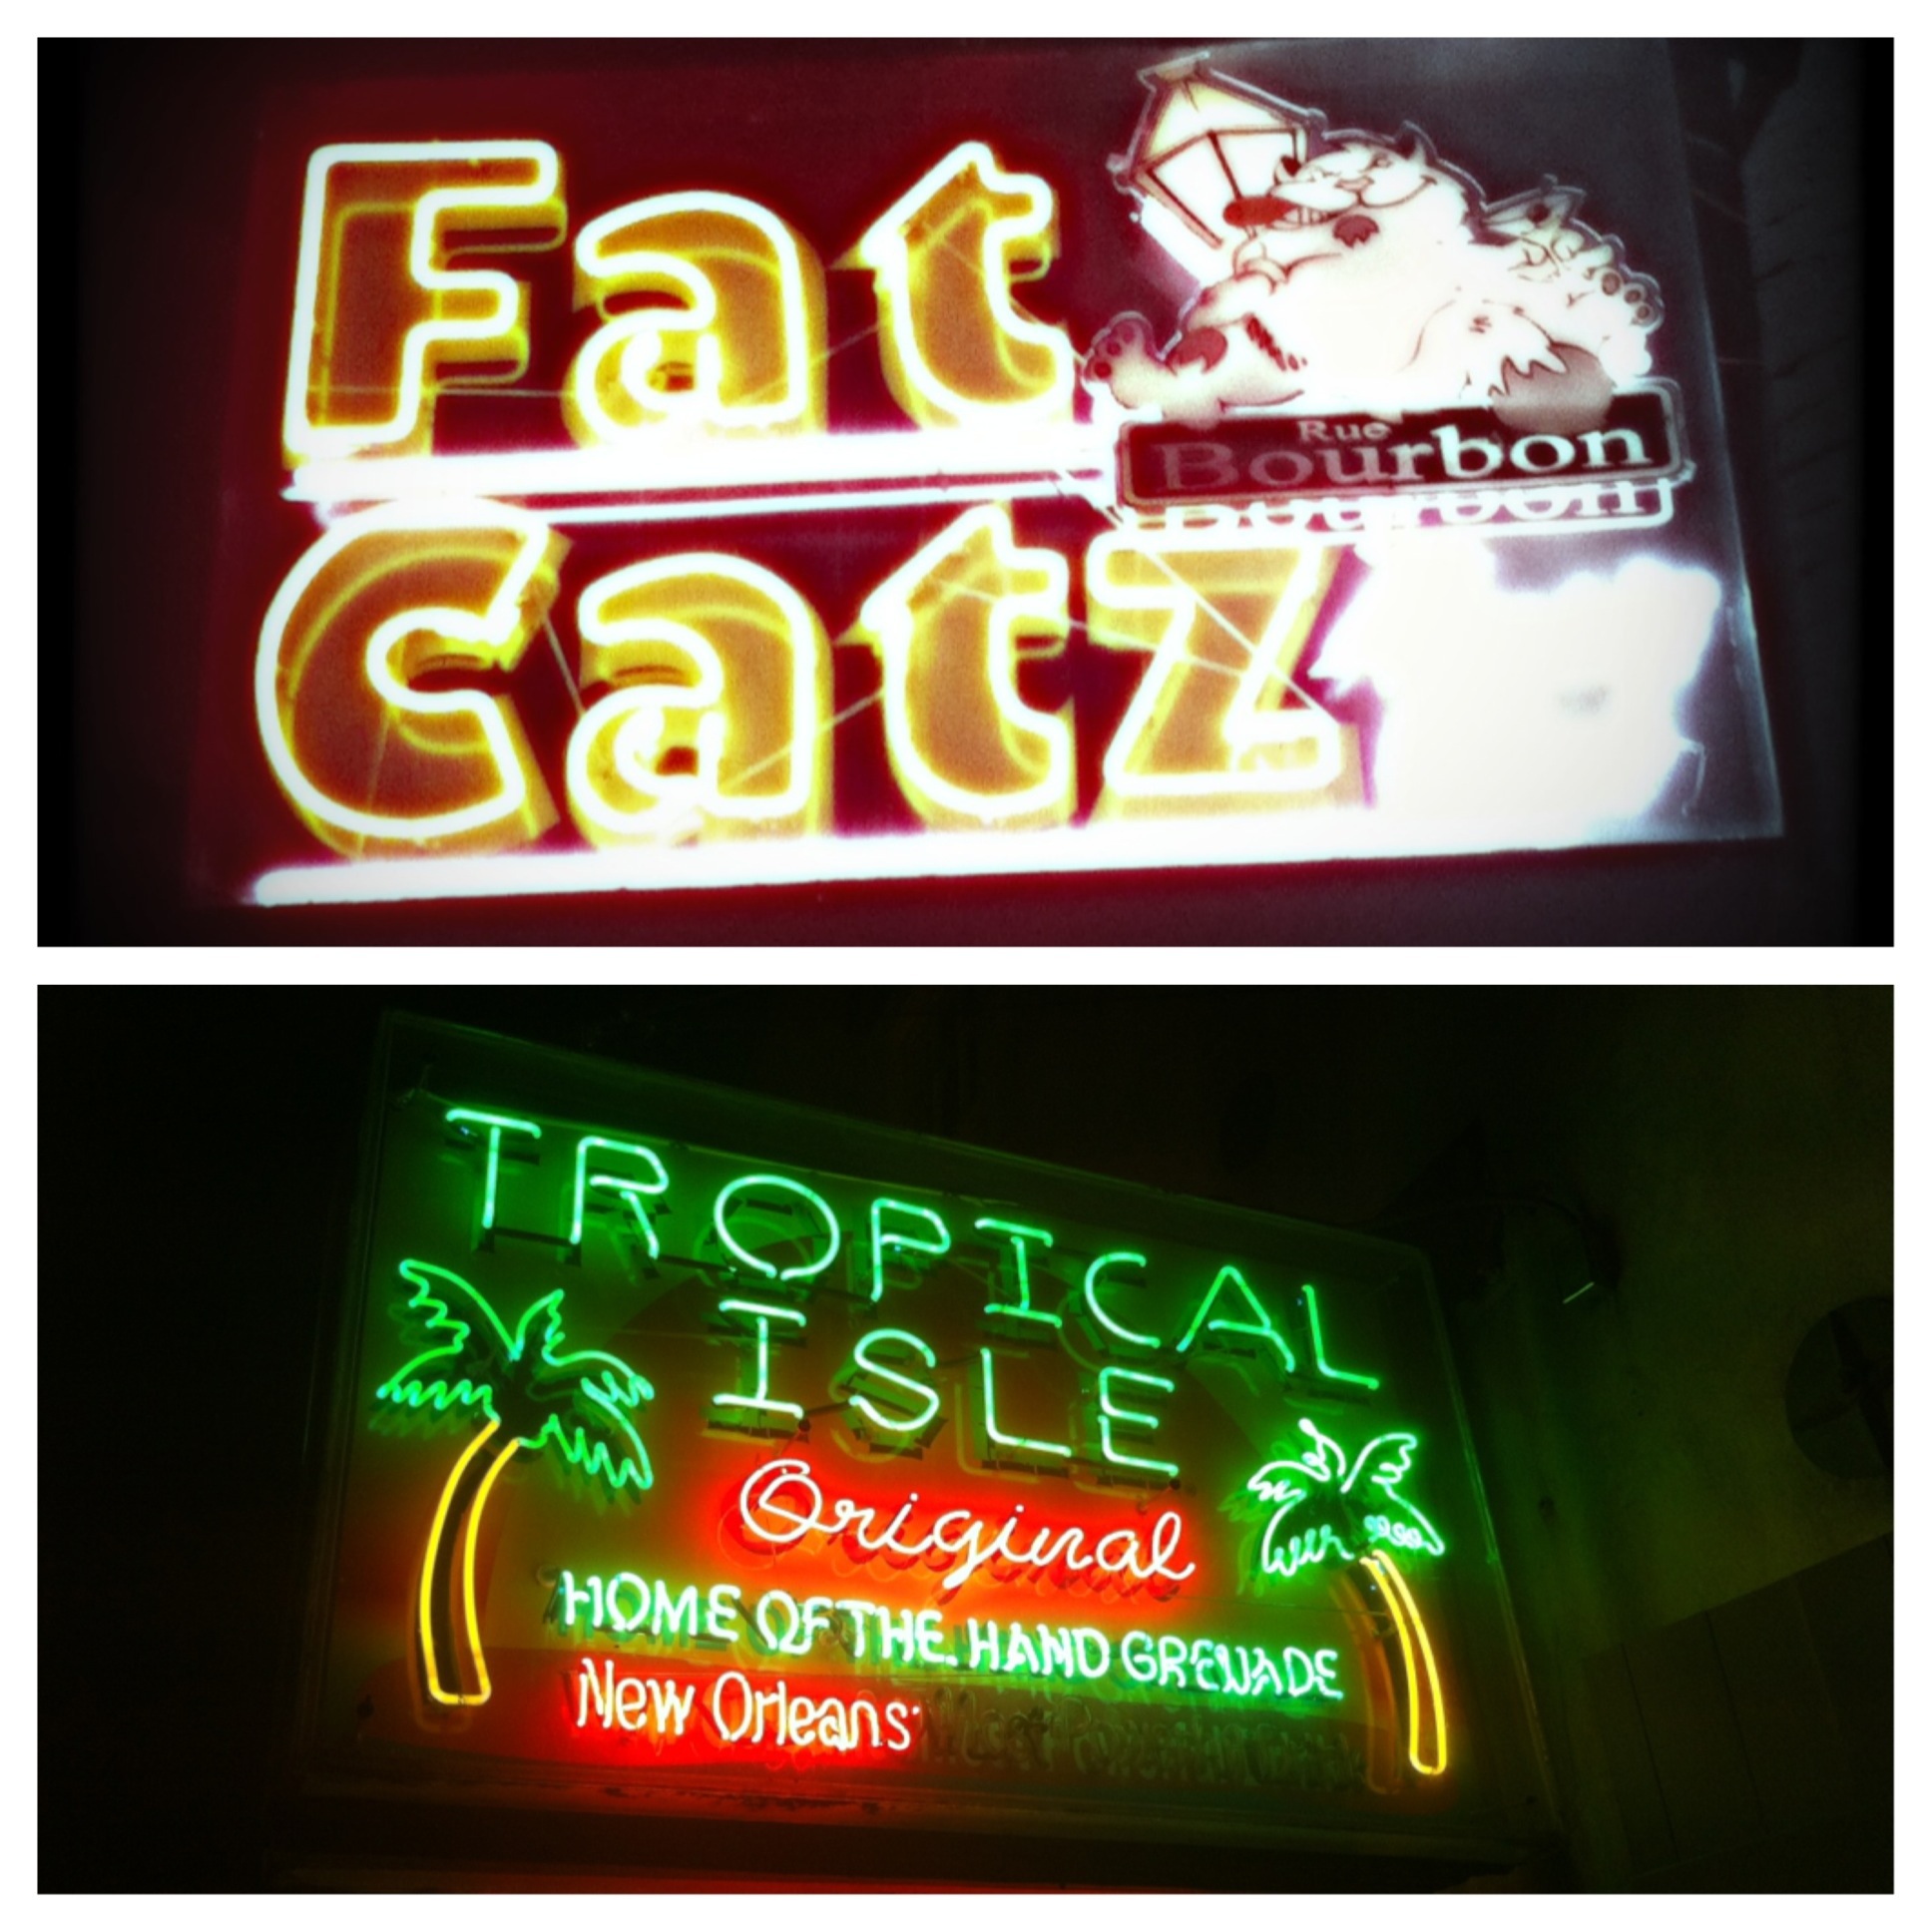 Fat
Rue
Bourbon
Catz
TROPICAL
ISLE
Original
HOME OF THE HAND GRENADE
New Orleans'